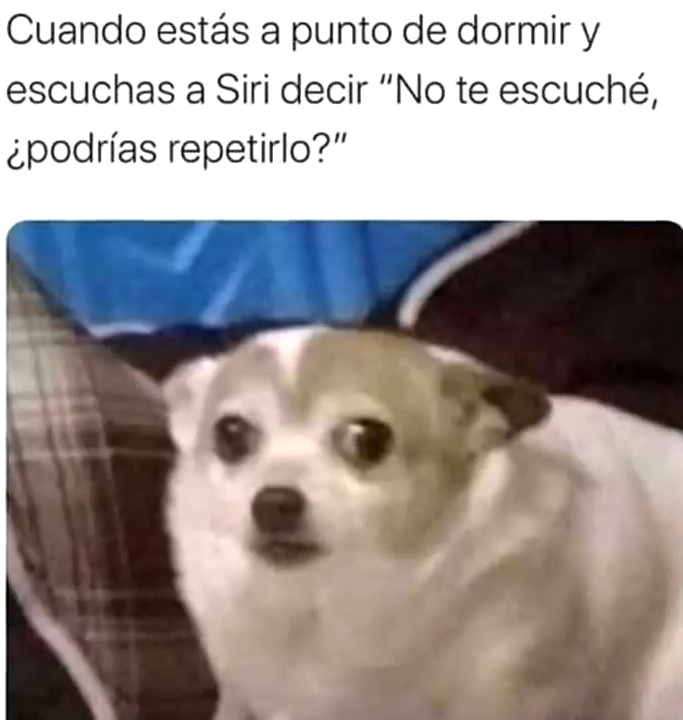 Cuando estás a punto de dormir y
escuchas a Siri decir "No te escuché,
¿podrías repetirlo?"